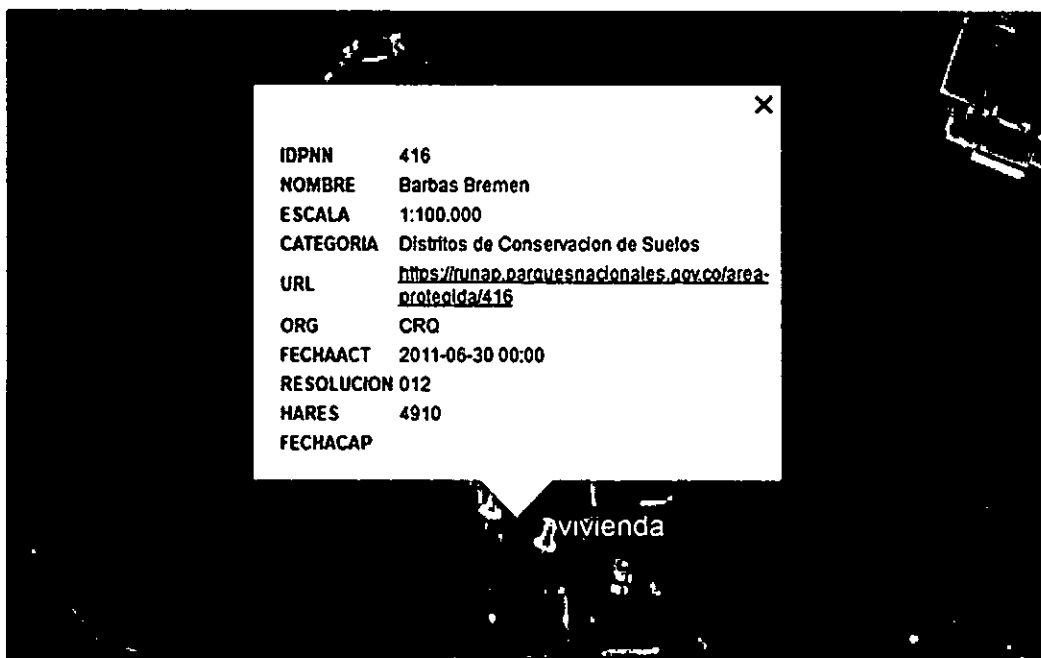 IDPNN 416
NOMBRE Barbas Bremen
ESCALA 1:100.000
CATEGORIA Distritos de Conservacion de Suelos
URL https://runap.parquesnacionales.gov.co/area-
protegida/416
ORG CRQ
FECHAACT 2011-06-30 00:00
RESOLUCION 012
HARES 4910
FECHACAP
vivienda